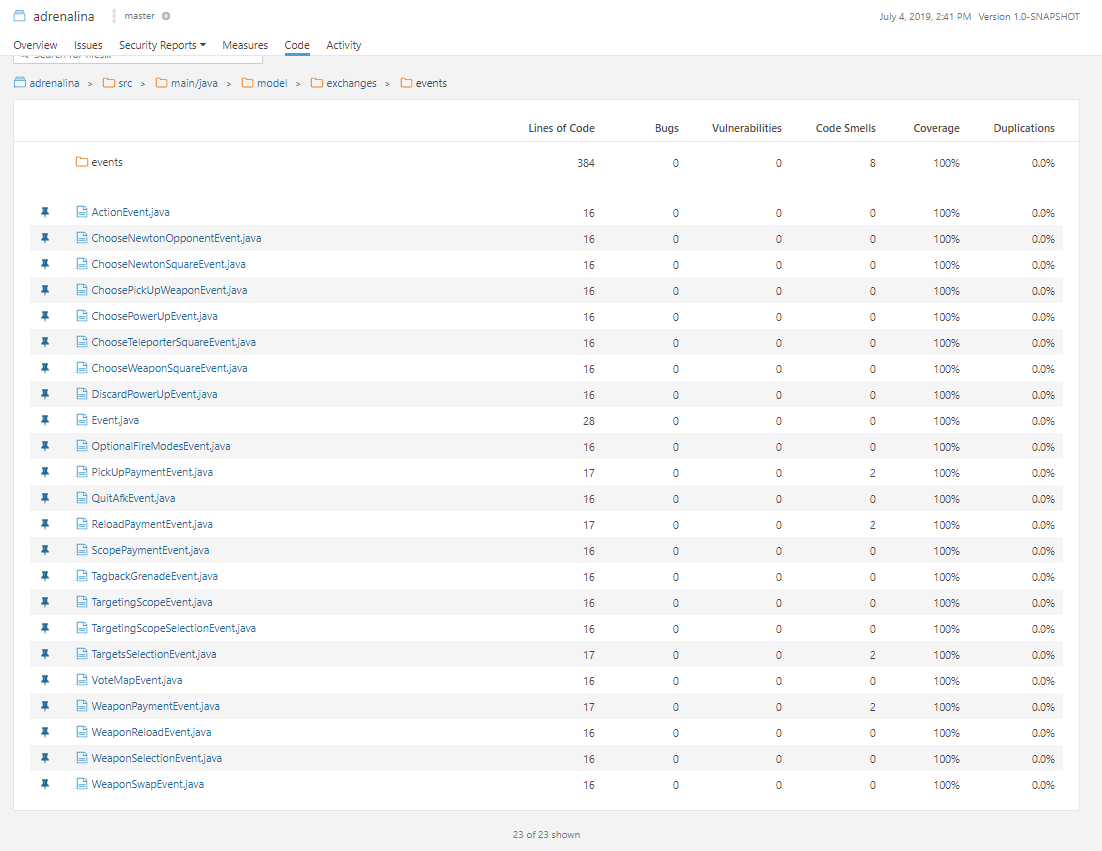 adrenalina master July 4, 2019, 2:41 PM Version 1.0-SNAPSHOT
Overview Issues Security Reports Measures Code Activity
Search for files...
adrenalina > src > main/java > model > exchanges > events
Lines of Code Bugs Vulnerabilities Code Smells Coverage Duplications
events 384 0 0 8 100% 0.0%
ActionEvent.java 16 0 0 0 100% 0.0%
ChooseNewtonOpponentEvent.java 16 0 0 0 100% 0.0%
ChooseNewtonSquareEvent.java 16 0 0 0 100% 0.0%
ChoosePickUpWeaponEvent.java 16 0 0 0 100% 0.0%
ChoosePowerUpEvent.java 16 0 0 0 100% 0.0%
ChooseTeleporterSquareEvent.java 16 0 0 0 100% 0.0%
ChooseWeaponSquareEvent.java 16 0 0 0 100% 0.0%
DiscardPowerUpEvent.java 16 0 0 0 100% 0.0%
Event.java 28 0 0 0 100% 0.0%
OptionalFireModesEvent.java 16 0 0 0 100% 0.0%
PickUpPaymentEvent.java 17 0 0 2 100% 0.0%
QuitAfkEvent.java 16 0 0 0 100% 0.0%
ReloadPaymentEvent.java 17 0 0 2 100% 0.0%
ScopePaymentEvent.java 16 0 0 0 100% 0.0%
TagbackGrenadeEvent.java 16 0 0 0 100% 0.0%
TargetingScopeEvent.java 16 0 0 0 100% 0.0%
TargetingScopeSelectionEvent.java 16 0 0 0 100% 0.0%
TargetsSelectionEvent.java 17 0 0 2 100% 0.0%
VoteMapEvent.java 16 0 0 0 100% 0.0%
WeaponPaymentEvent.java 17 0 0 2 100% 0.0%
WeaponReloadEvent.java 16 0 0 0 100% 0.0%
WeaponSelectionEvent.java 16 0 0 0 100% 0.0%
WeaponSwapEvent.java 16 0 0 0 100% 0.0%
23 of 23 shown